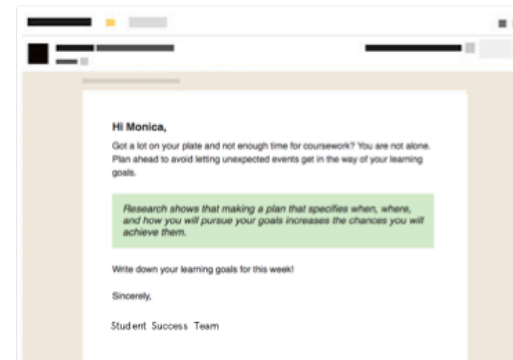 Hi Monica,
Got a lot on your plate and not enough time for coursework? You are not alone.
Plan ahead to avoid letting unexpected events get in the way of your learning
goals.
Research shows that making a plan that specifies when, where,
and how you will pursue your goals increases the chances you will
achieve them.
Write down your learning goals for this week!
Sincerely,
Student Success Team